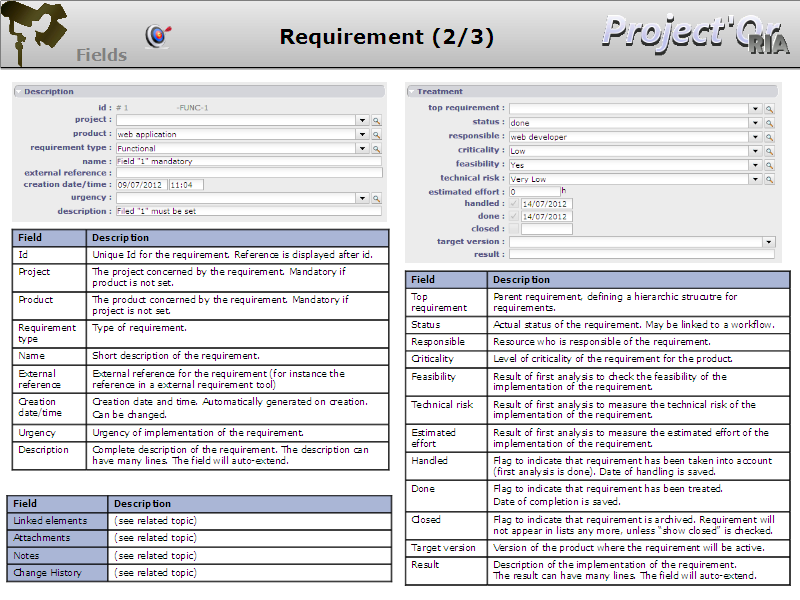 Fields
Requirement (2/3)
Project'Or
RIA
Description
id : # 1 -FUNC-1
project :
product : web application
requirement type : Functional
name : Field "1" mandatory
external reference :
creation date/time : 09/07/2012 11:04
urgency :
description : Filed "1" must be set
Field Description
Id Unique Id for the requirement. Reference is displayed after id.
Project The project concerned by the requirement. Mandatory if
product is not set.
Product The product concerned by the requirement. Mandatory if
project is not set.
Requirement Type of requirement.
type
Name Short description of the requirement.
External External reference for the requirement (for instance the
reference reference in a external requirement tool)
Creation Creation date and time. Automatically generated on creation.
date/time Can be changed.
Urgency Urgency of implementation of the requirement.
Description Complete description of the requirement. The description can
have many lines. The field will auto-extend.
Field Description
Linked elements (see related topic)
Attachments (see related topic)
Notes (see related topic)
Change History (see related topic)
Treatment
top requirement :
status : done
responsible : web developer
criticality : Low
feasibility : Yes
technical risk : Very Low
estimated effort : 0 h
handled : 14/07/2012
done : 14/07/2012
closed :
target version :
result :
Field Description
Top Parent requirement, defining a hierarchic strucutre for
requirement requirements.
Status Actual status of the requirement. May be linked to a workflow.
Responsible Resource who is responsible of the requirement.
Criticality Level of criticality of the requirement for the product.
Feasibility Result of first analysis to check the feasibility of the
implementation of the requirement.
Technical risk Result of first analysis to measure the technical risk of the
implementation of the requirement.
Estimated Result of first analysis to measure the estimated effort of the
effort implementation of the requirement.
Handled Flag to indicate that requirement has been taken into account
(first analysis is done). Date of handling is saved.
Done Flag to indicate that requirement has been treated.
Date of completion is saved.
Closed Flag to indicate that requirement is archived. Requirement will
not appear in lists any more, unless "show closed" is checked.
Target version Version of the product where the requirement will be active.
Result Description of the implementation of the requirement.
The result can have many lines. The field will auto-extend.